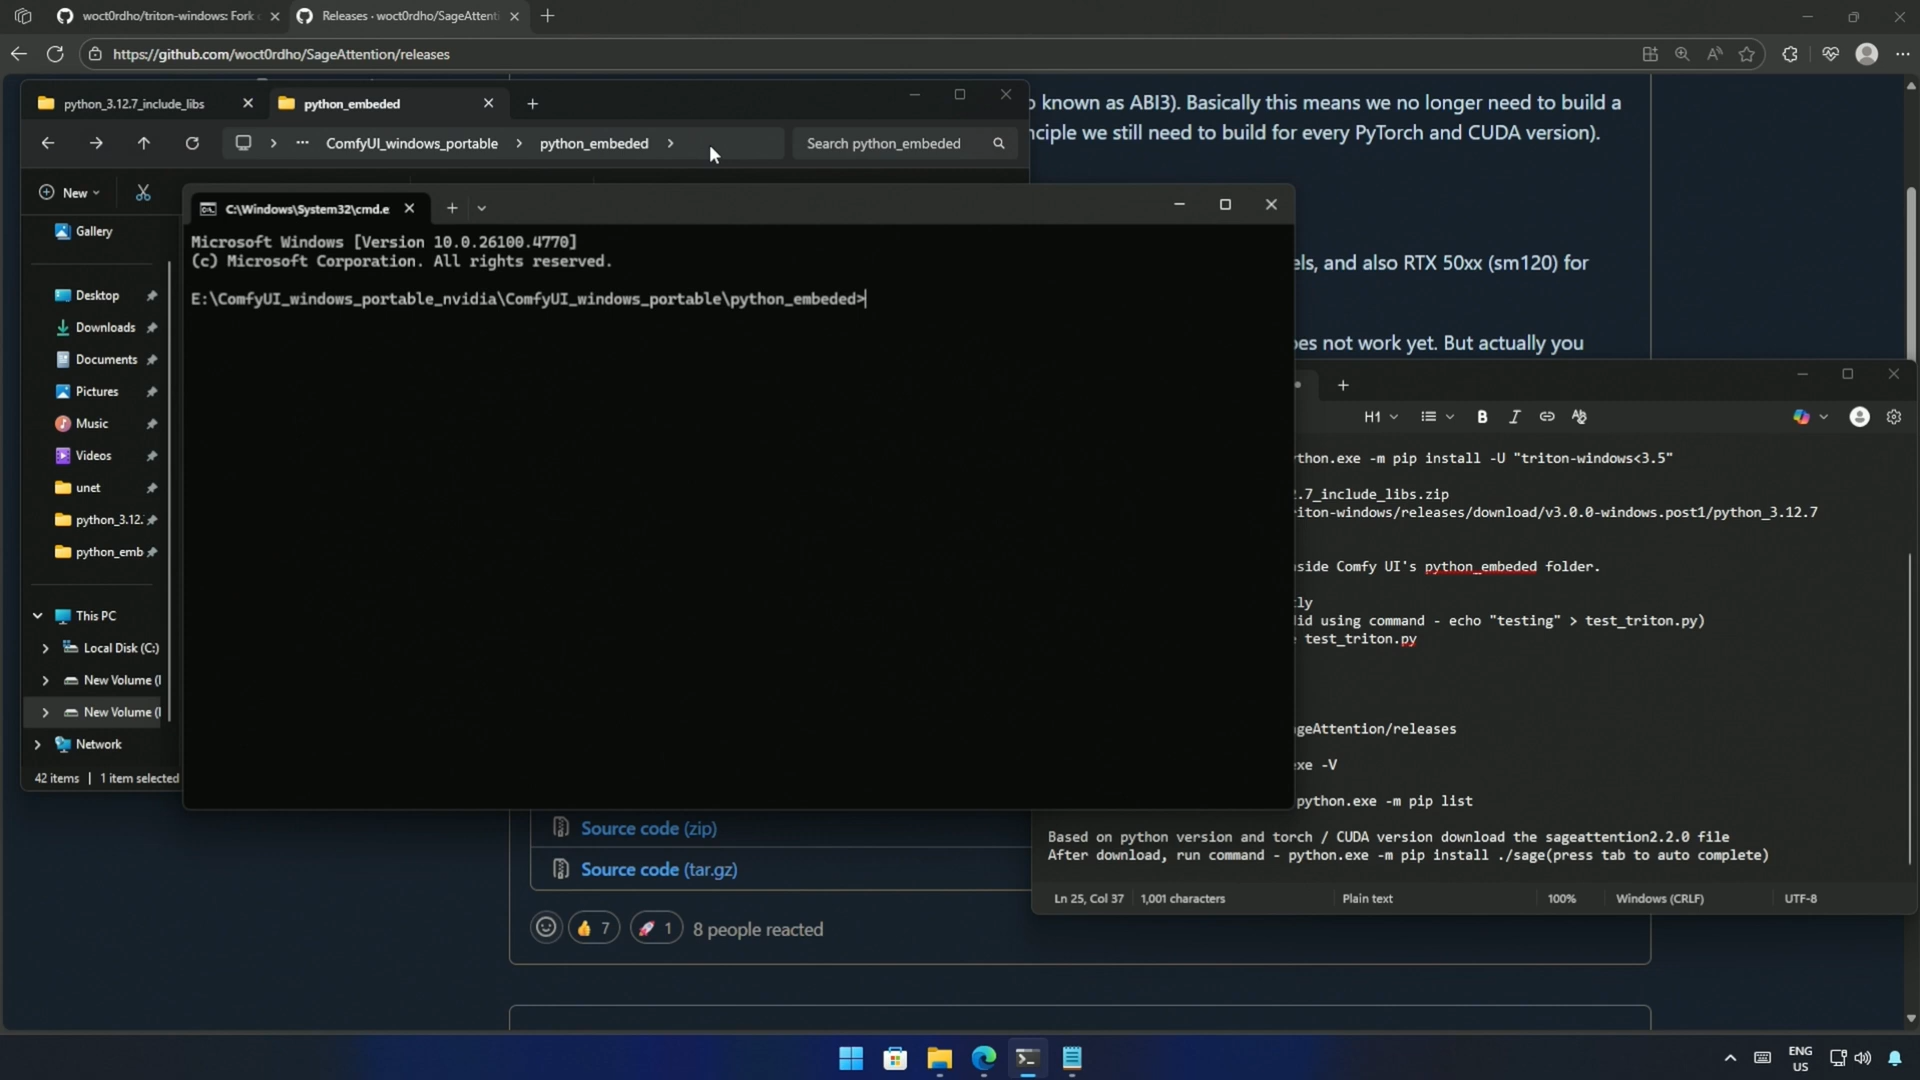 woct0rdho/triton-windows: Fork
Releases · woct0rdho/SageAttent
https://github.com/woct0rdho/SageAttention/releases
python_3.12.7_include_libs
python_embeded
ComfyUI_windows_portable
python_embeded
Search python_embeded
known as ABI3). Basically this means we no longer need to build a
nciple we still need to build for every PyTorch and CUDA version).
New
C:\Windows\System32\cmd.e
Gallery
Microsoft Windows [Version 10.0.26100.4770]
(c) Microsoft Corporation. All rights reserved.
els, and also RTX 50xx (sm120) for
E:\ComfyUI_windows_portable_nvidia\ComfyUI_windows_portable\python_embeded>
Desktop
Downloads
Documents
Pictures
Music
Videos
unet
python_3.12.
python_emb
This PC
Local Disk (C:)
New Volume (
New Volume (
Network
42 items
1 item selected
oes not work yet. But actually you
H1
B
I
thon.exe -m pip install -U "triton-windows<3.5"
.7_include_libs.zip
iton-windows/releases/download/v3.0.0-windows.post1/python_3.12.7
side Comfy UI's python_embeded folder.
ly
id using command - echo "testing" > test_triton.py)
test_triton.py
geAttention/releases
xe -V
python.exe -m pip list
Based on python version and torch / CUDA version download the sageattention2.2.0 file
After download, run command - python.exe -m pip install ./sage(press tab to auto complete)
Ln 25, Col 37
1,001 characters
Plain text
100%
Windows (CRLF)
UTF-8
Source code (zip)
Source code (tar.gz)
7
1
8 people reacted
ENG
US